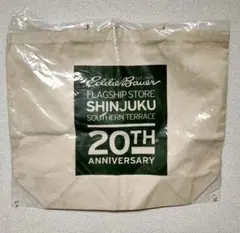 Eddie Bauer
FLAGSHIP STORE
SHINJUKU
SOUTHERN TERRACE
20TH
ANNIVERSARY